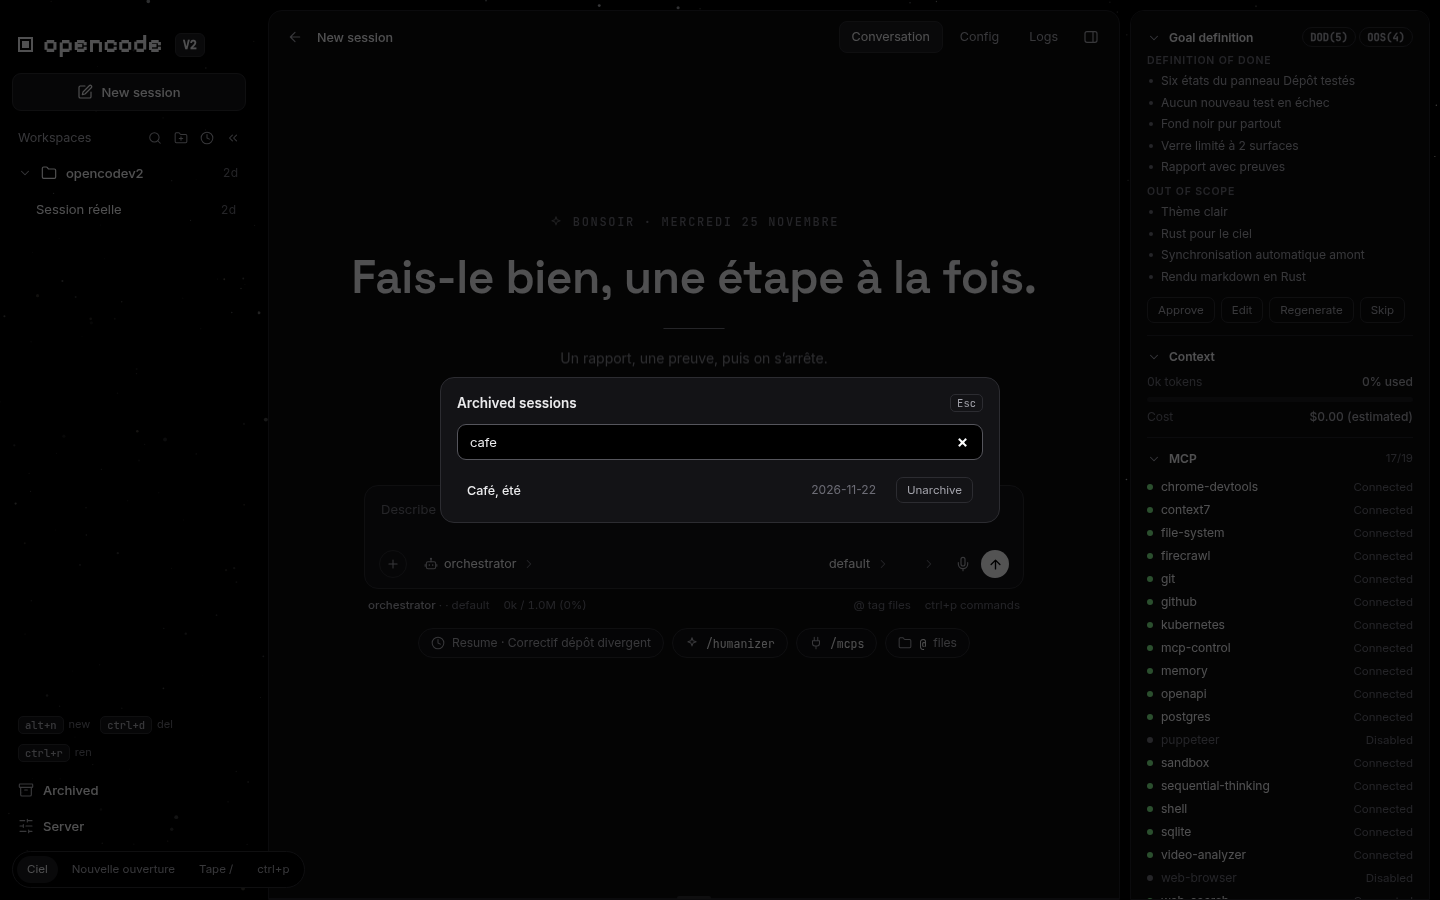 opencode V2
New session
Workspaces
opencodev2 2d
Session réelle 2d
alt+n new ctrl+d del
ctrl+r ren
Archived
Server
Ciel Nouvelle ouverture Tape / ctrl+p
New session
Conversation Config Logs
BONSOIR · MERCREDI 25 NOVEMBRE
Fais-le bien, une étape à la fois.
Un rapport, une preuve, puis on s’arrête.
Archived sessions Esc
cafe
Café, été 2026-11-22 Unarchive
Describe
orchestrator default
orchestrator · · default 0k / 1.0M (0%) @ tag files ctrl+p commands
Resume · Correctif dépôt divergent /humanizer /mcps @ files
Goal definition DOD(5) OOS(4)
DEFINITION OF DONE
• Six états du panneau Dépôt testés
• Aucun nouveau test en échec
• Fond noir pur partout
• Verre limité à 2 surfaces
• Rapport avec preuves
OUT OF SCOPE
• Thème clair
• Rust pour le ciel
• Synchronisation automatique amont
• Rendu markdown en Rust
Approve Edit Regenerate Skip
Context
0k tokens 0% used
Cost $0.00 (estimated)
MCP 17/19
chrome-devtools Connected
context7 Connected
file-system Connected
firecrawl Connected
git Connected
github Connected
kubernetes Connected
mcp-control Connected
memory Connected
openapi Connected
postgres Connected
puppeteer Disabled
sandbox Connected
sequential-thinking Connected
shell Connected
sqlite Connected
video-analyzer Connected
web-browser Disabled